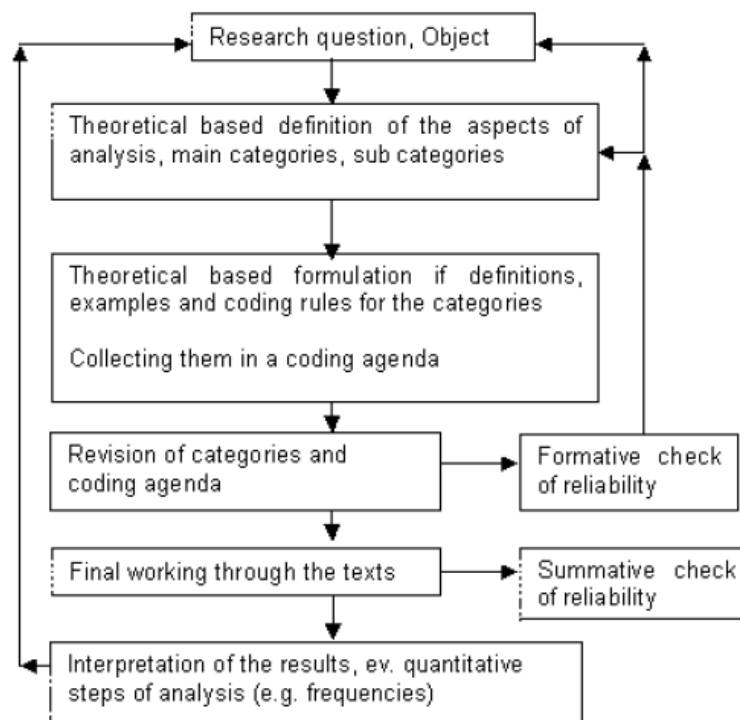 Research question, Object
Theoretical based definition of the aspects of
analysis, main categories, sub categories
Theoretical based formulation if definitions,
examples and coding rules for the categories
Collecting them in a coding agenda
Revision of categories and
coding agenda
Formative check
of reliability
Final working through the texts
Summative check
of reliability
Interpretation of the results, ev. quantitative
steps of analysis (e.g. frequencies)